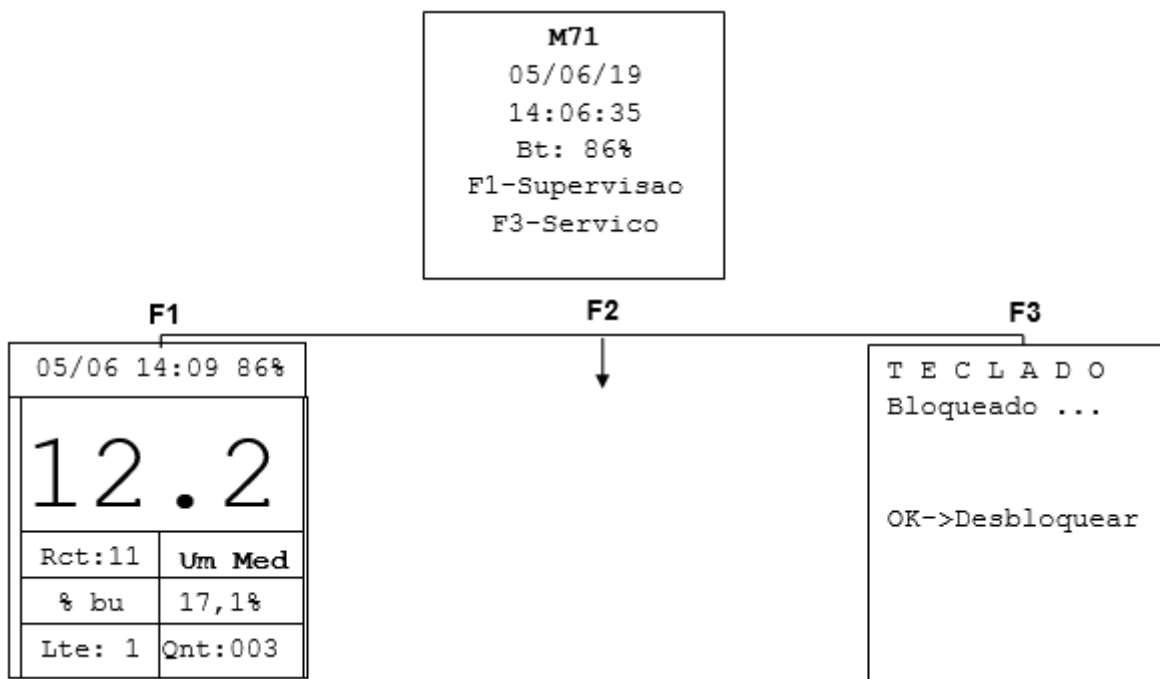 M71
05/06/19
14:06:35
Bt: 86%
F1-Supervisao
F3-Servico
F1
F2
F3
05/06 14:09 86%
12.2
Rct:11 Um Med
% bu 17,1%
Lte: 1 Qnt:003
T E C L A D O
Bloqueado ...
OK->Desbloquear